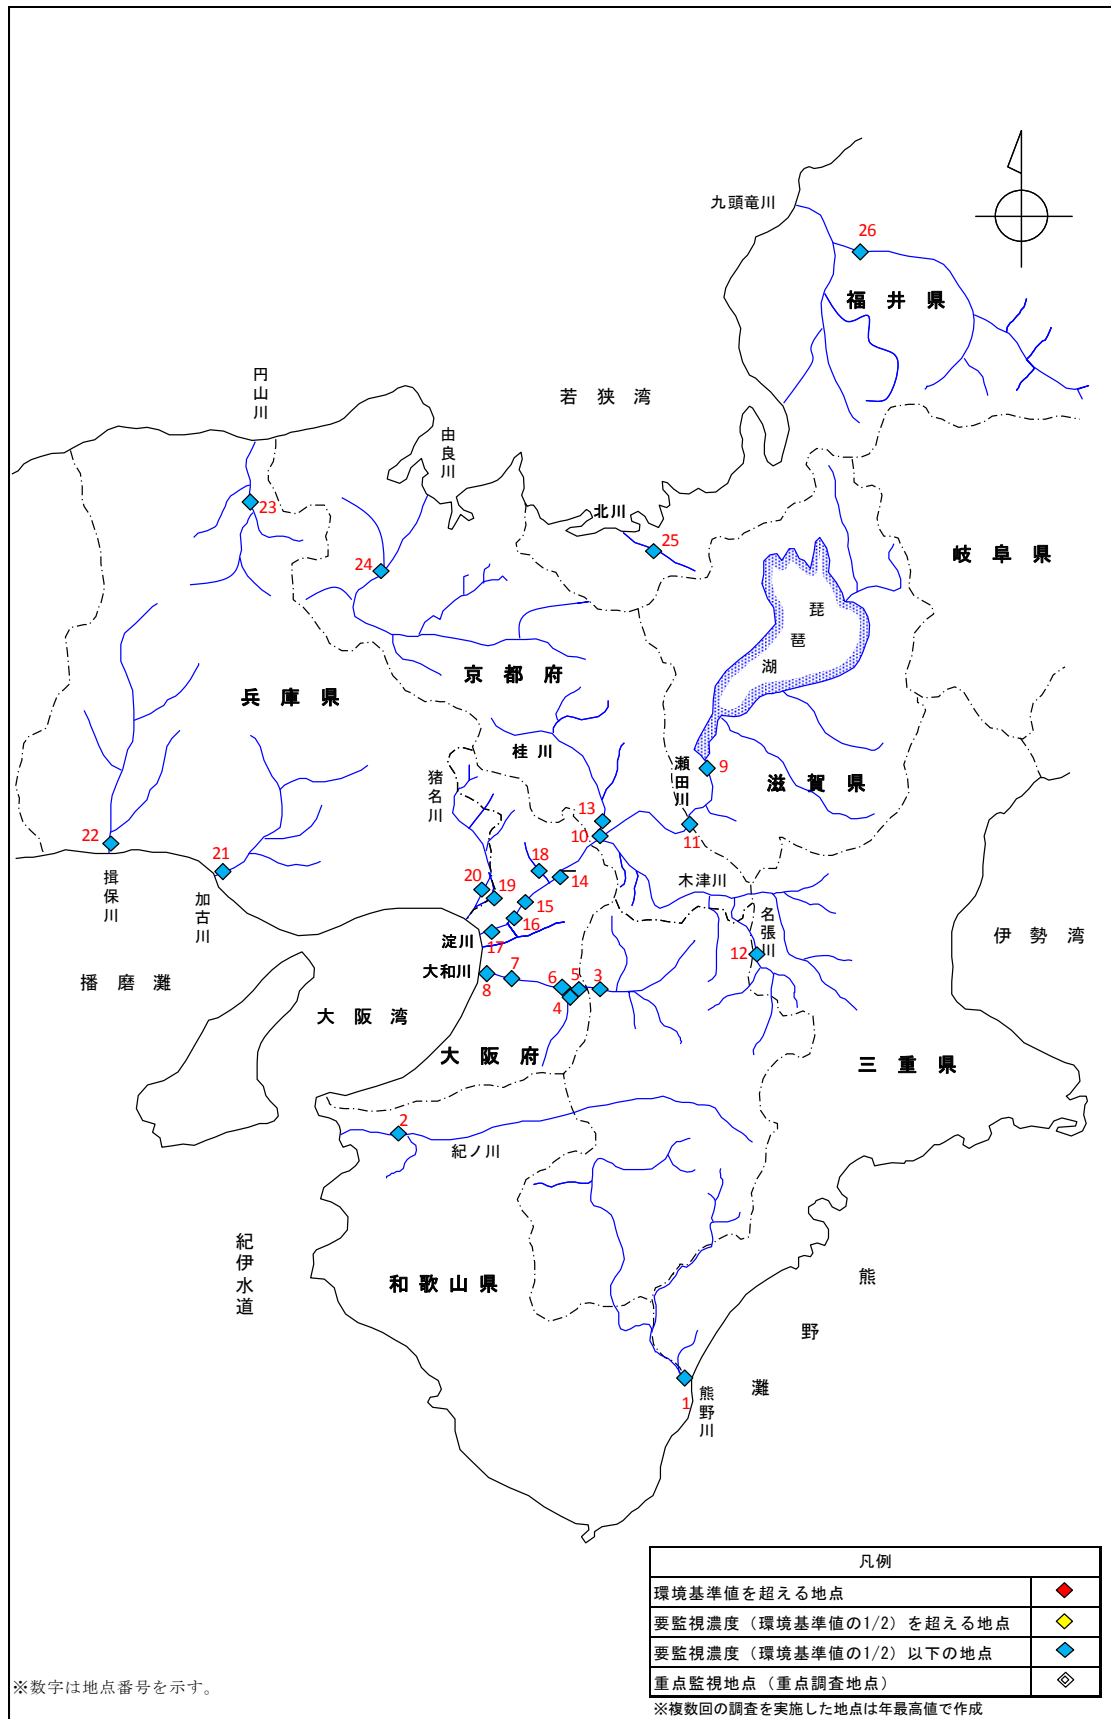 九頭竜川
26
福井県
円山川
若狭湾
由良川
北川
23
25
24
岐阜県
琵琶湖
京都府
兵庫県
桂川
瀬田川
9
滋賀県
猪名川
13
10
11
22
21
18
14
20
19
15
16
17
木津川
名張川
12
揖保川
加古川
淀川
伊勢湾
播磨灘
大和川
8
7
6
5
3
4
大阪湾
大阪府
三重県
2
紀ノ川
紀伊水道
和歌山県
熊野灘
1
熊野川
凡例
環境基準値を超える地点
要監視濃度（環境基準値の1/2）を超える地点
要監視濃度（環境基準値の1/2）以下の地点
重点監視地点（重点調査地点）
※複数回の調査を実施した地点は年最高値で作成
※数字は地点番号を示す。